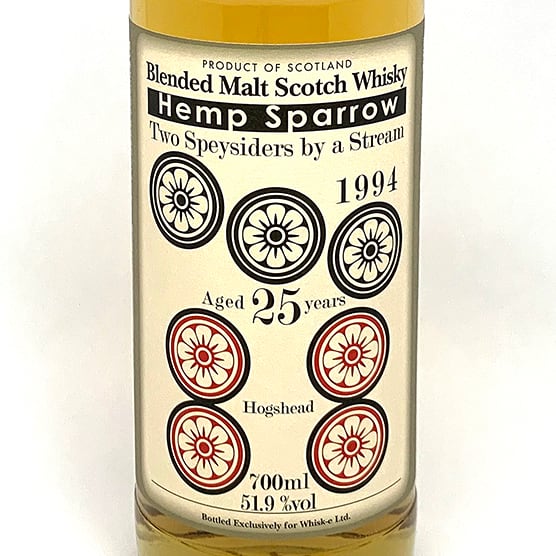 PRODUCT OF SCOTLAND
Blended Malt Scotch Whisky
Hemp Sparrow
Two Speysiders by a Stream
1994
Aged 25 years
Hogshead
700ml
51.9 %vol
Bottled Exclusively for Whisk-e Ltd.